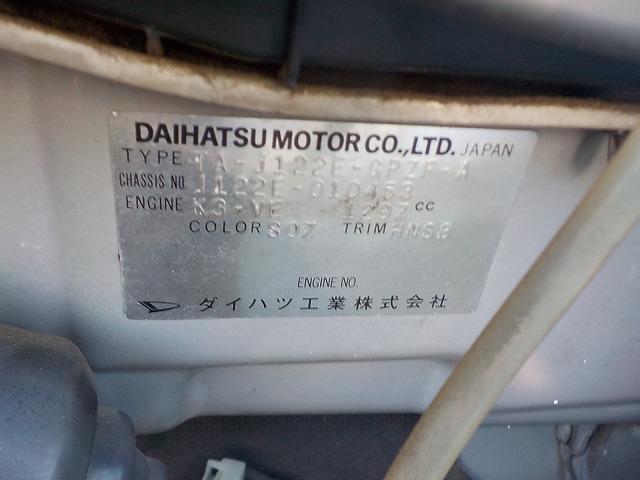 DAIHATSU MOTOR CO., LTD. JAPAN
TYPE TA-J122E-GPZF-A
CHASSIS NO. J122E-010453
ENGINE K3-VE 1297 cc
COLOR S07 TRIM HNSB
ENGINE NO.
ダイハツ工業株式会社